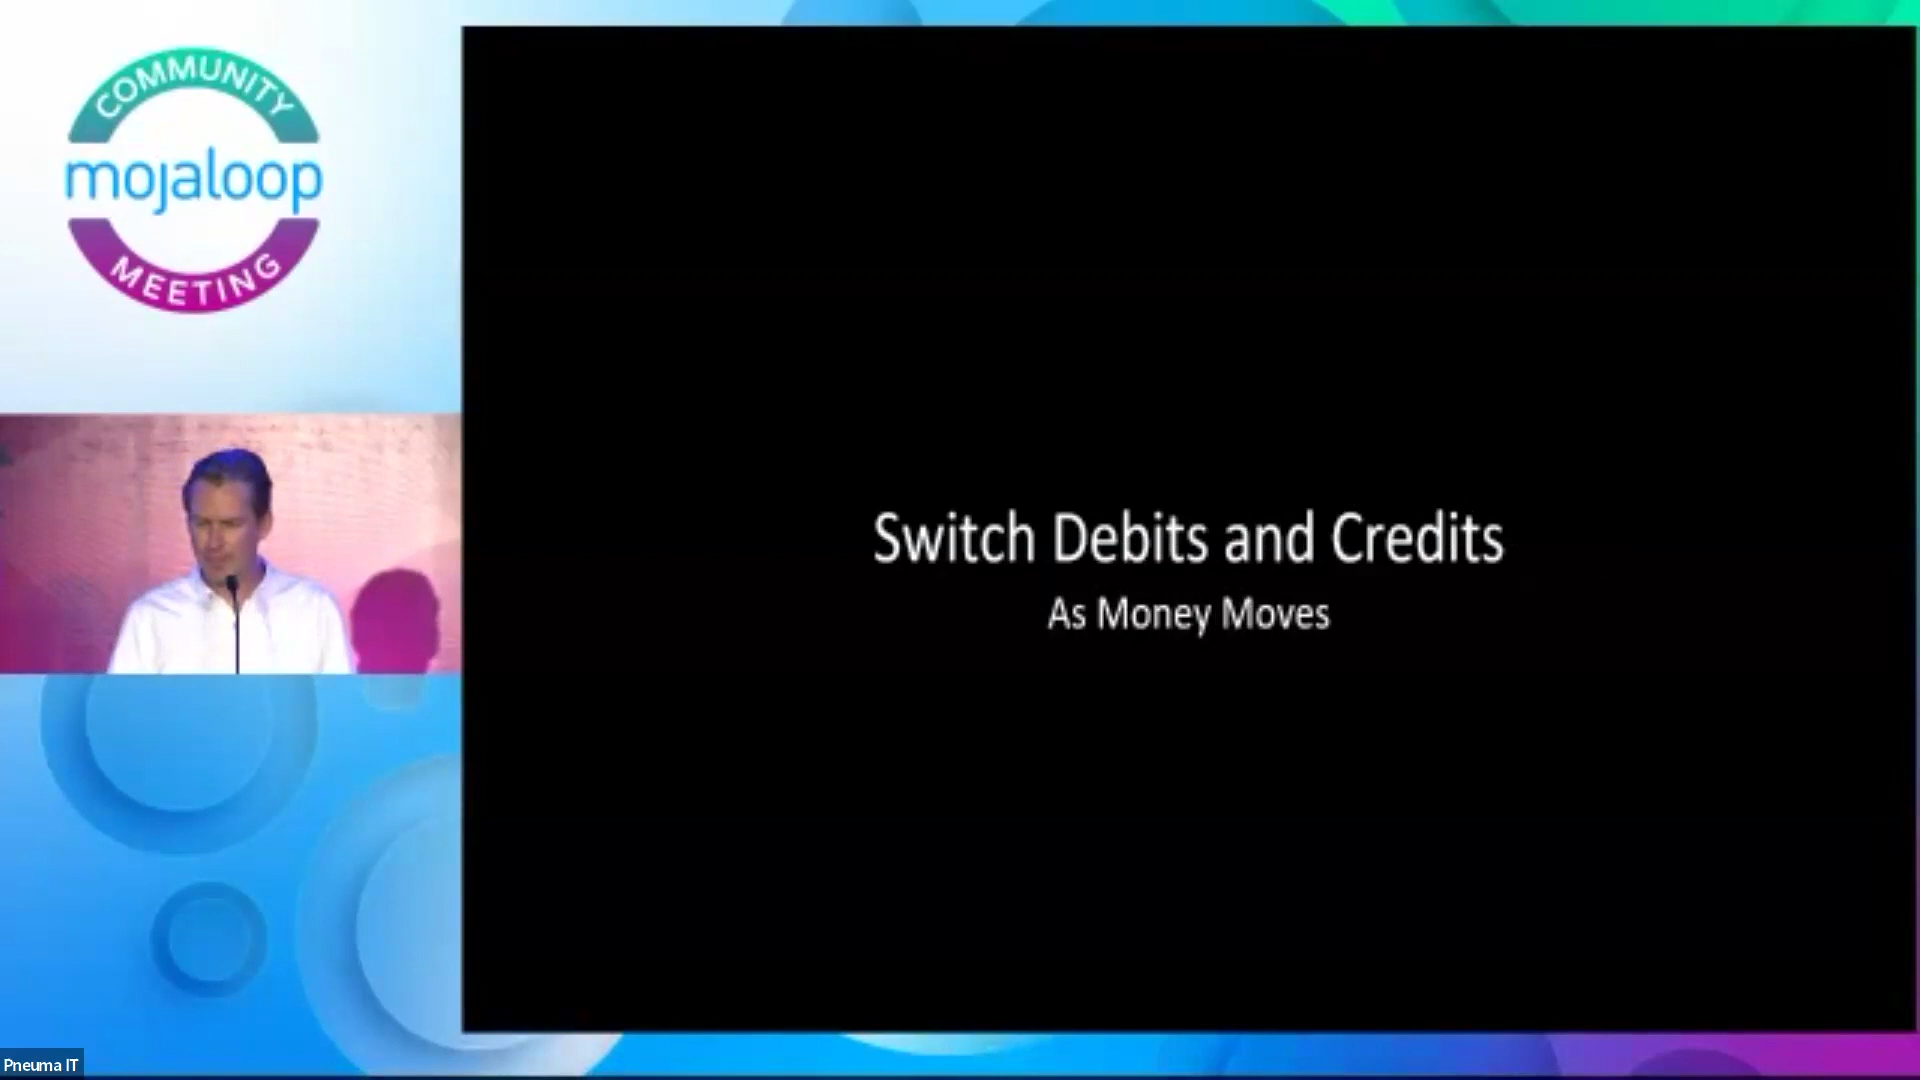 COMMUNITY
mojaloop
MEETING
Switch Debits and Credits
As Money Moves
Pneuma IT